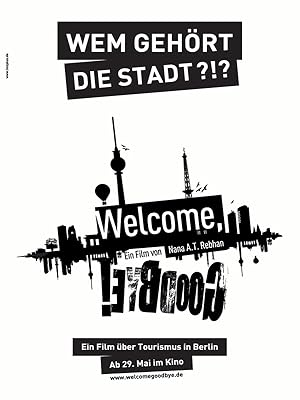 WEM GEHÖRT
DIE STADT?!?
Welcome,
Ein Film von Nana A.T. Rebhan
GOODBYE!
Ein Film über Tourismus in Berlin
Ab 29. Mai im Kino
www.welcomegoodbye.de